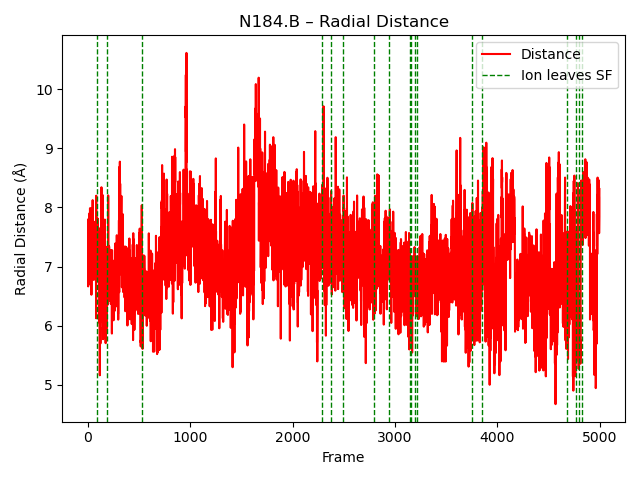 N184.B – Radial Distance
Distance
Ion leaves SF
Radial Distance (Å)
10
9
8
7
6
5
0
1000
2000
3000
4000
5000
Frame